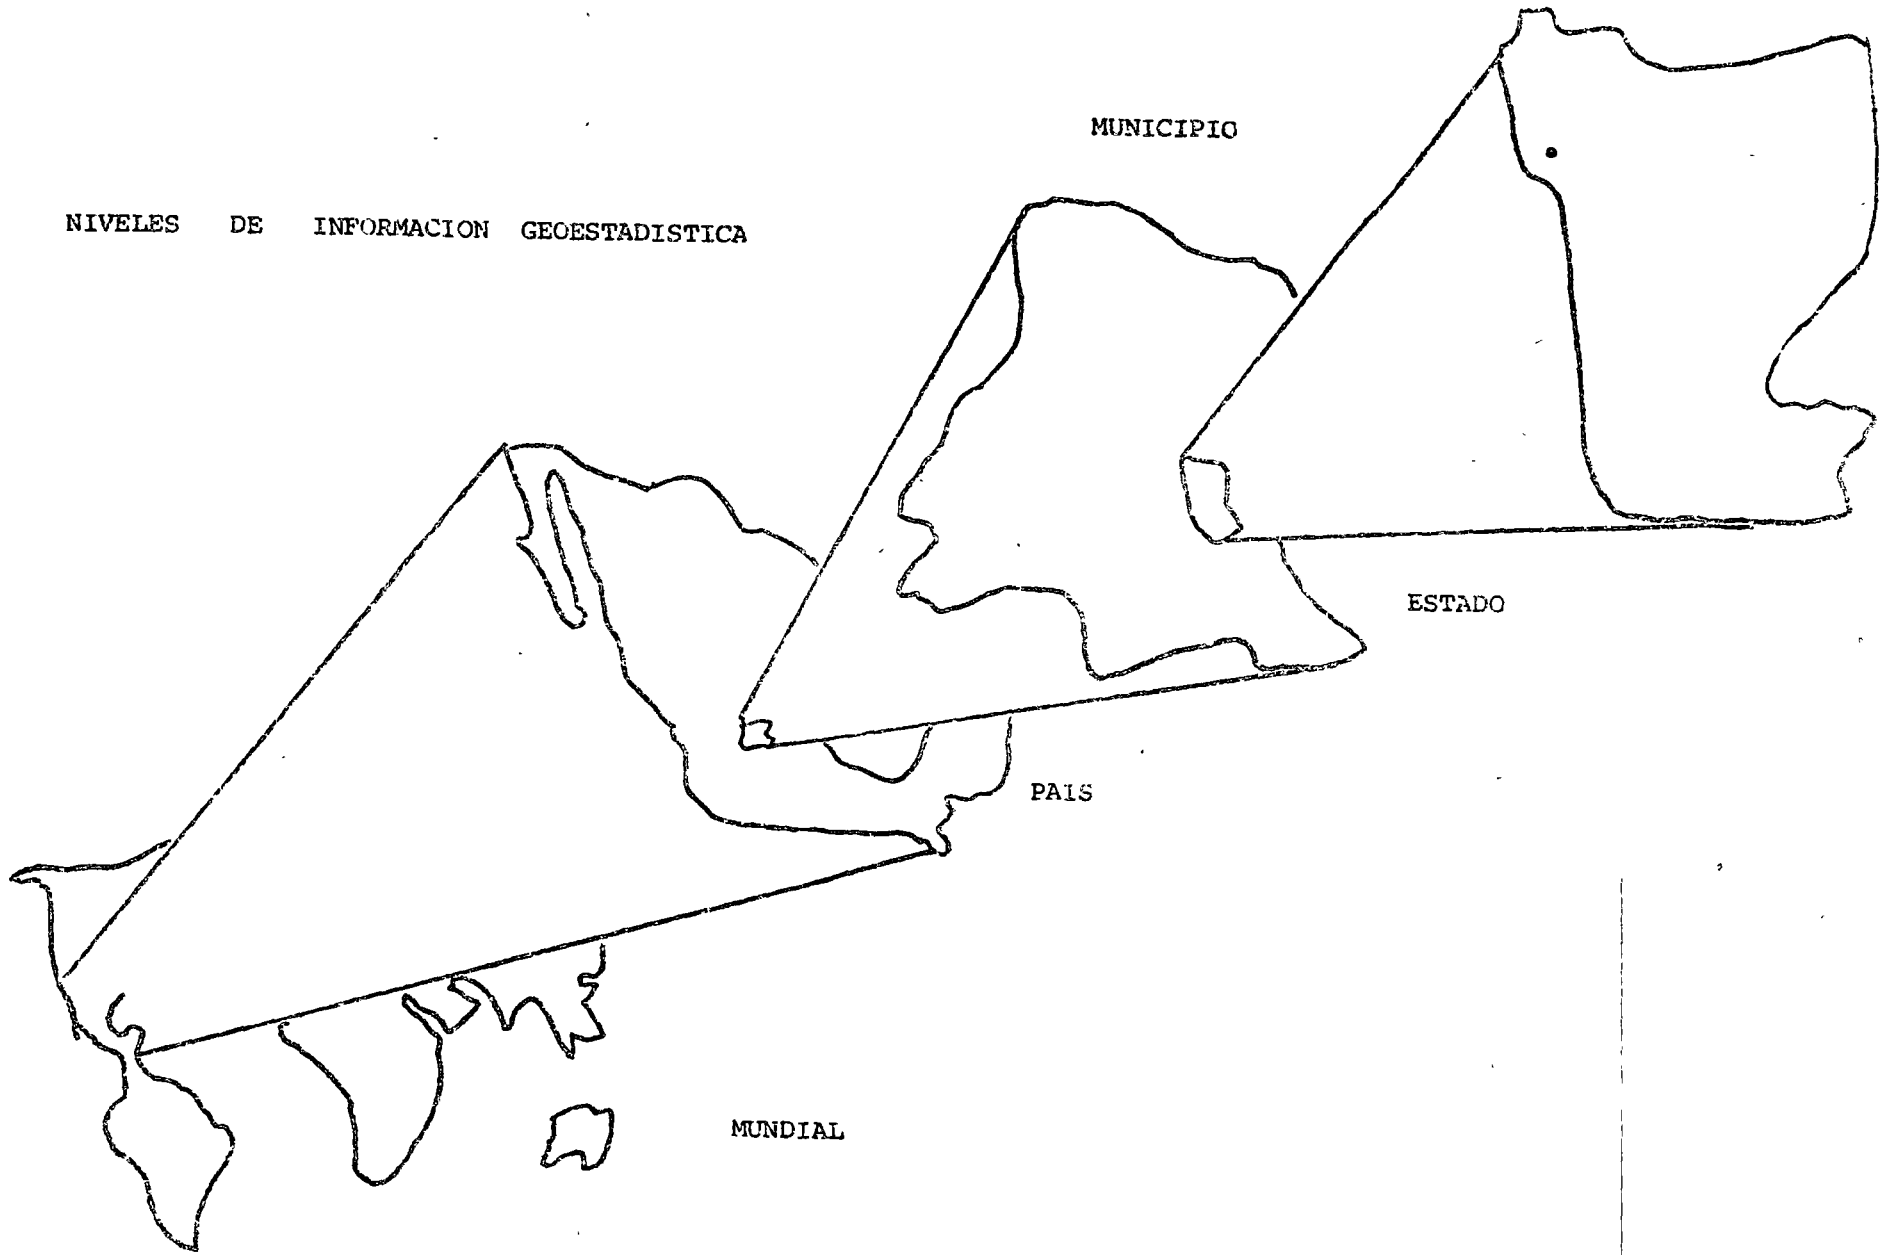 MUNICIPIO
NIVELES DE INFORMACION GEOESTADISTICA
ESTADO
PAIS
MUNDIAL